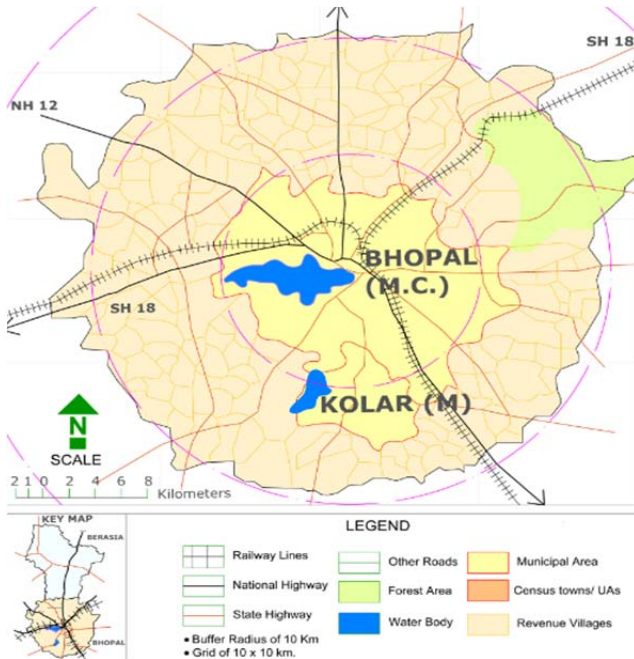 SH 18
NH 12
BHOPAL
(M.C.)
SH 18
KOLAR (M)
N
SCALE
2 1 0 2 4 6 8
Kilometers
KEY MAP
BERASIA
BHOPAL
LEGEND
Railway Lines
National Highway
State Highway
• Buffer Radius of 10 Km
• Grid of 10 x 10 km.
Other Roads
Forest Area
Water Body
Municipal Area
Census towns/ UAs
Revenue Villages